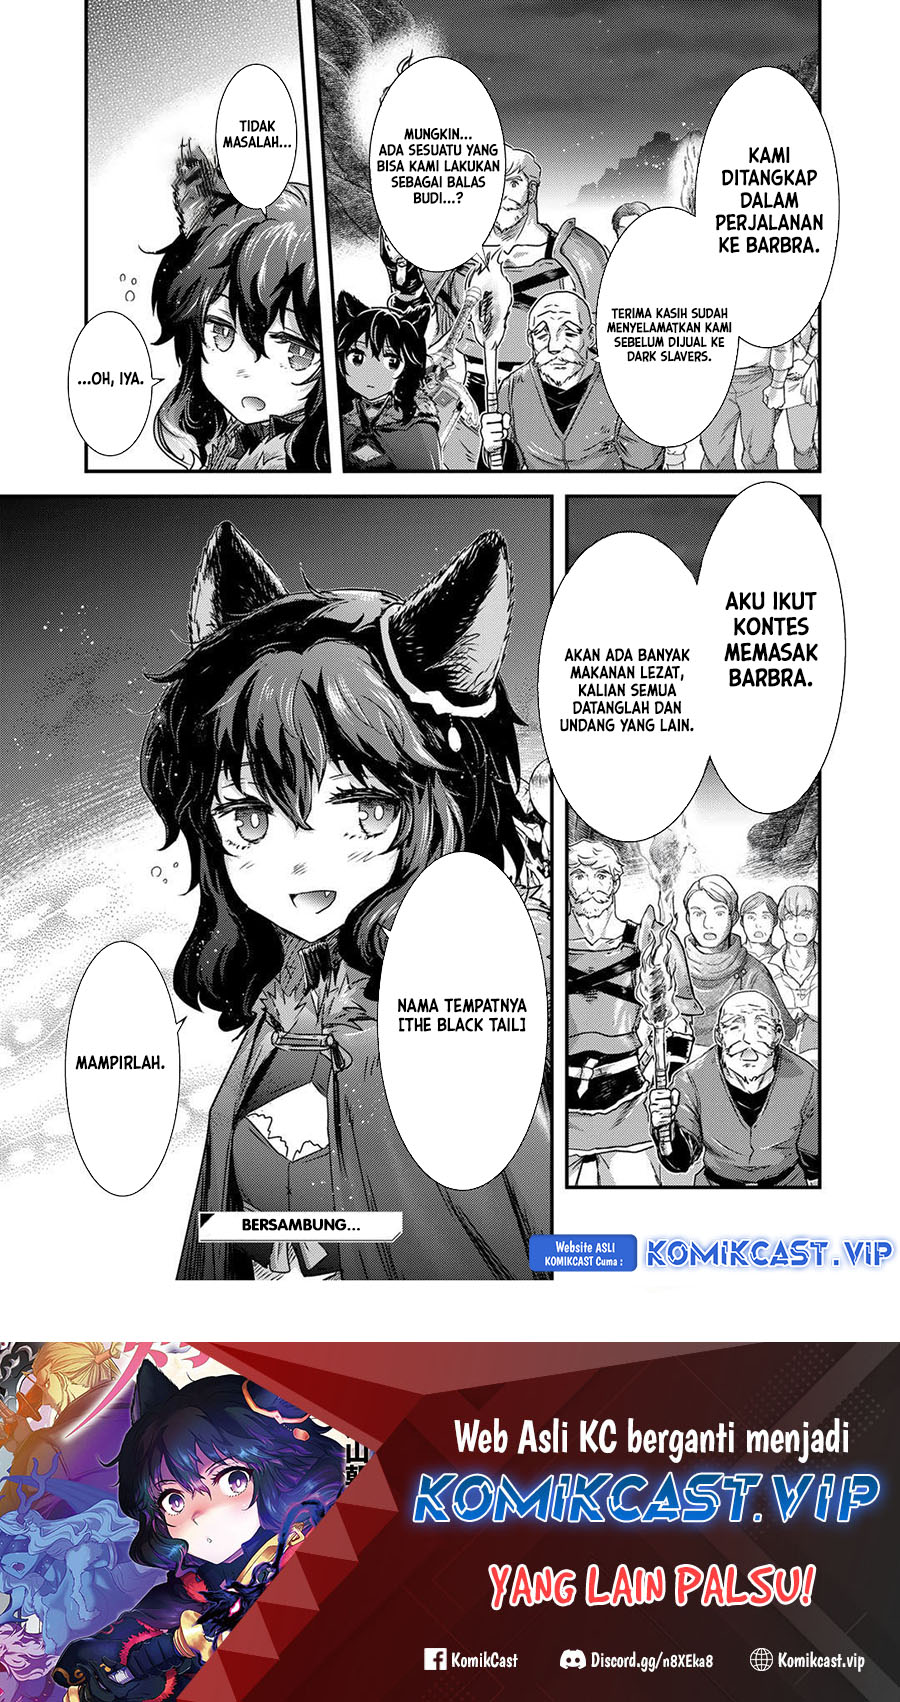 KAMI
DITANGKAP
DALAM
PERJALANAN
KE BARBRA.
TERIMA KASIH SUDAH
MENYELAMATKAN KAMI
SEBELUM DIJUAL KE
DARK SLAVERS.
MUNGKIN...
ADA SESUATU YANG
BISA KAMI LAKUKAN
SEBAGAI BALAS
BUDI...?
TIDAK
MASALAH...
...OH, IYA.
AKU IKUT
KONTES
MEMASAK
BARBRA.
AKAN ADA BANYAK
MAKANAN LEZAT,
KALIAN SEMUA
DATANGLAH DAN
UNDANG YANG LAIN.
NAMA TEMPATNYA
[THE BLACK TAIL]
MAMPIRLAH.
BERSAMBUNG...
Website ASLI
KOMIKCAST Cuma :
KOMIKCAST.VIP
Web Asli KC berganti menjadi
KOMIKCAST.VIP
YANG LAIN PALSU!
KomikCast
Discord.gg/n8XEka8
Komikcast.vip